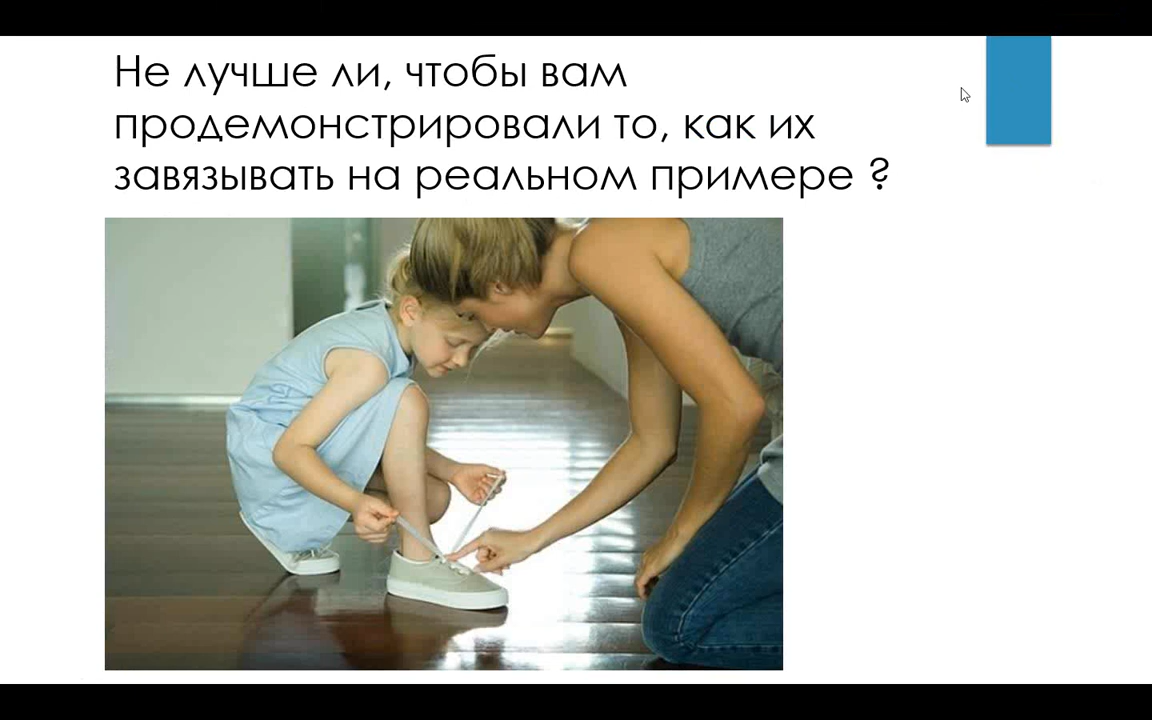 Не лучше ли, чтобы вам
продемонстрировали то, как их
завязывать на реальном примере ?